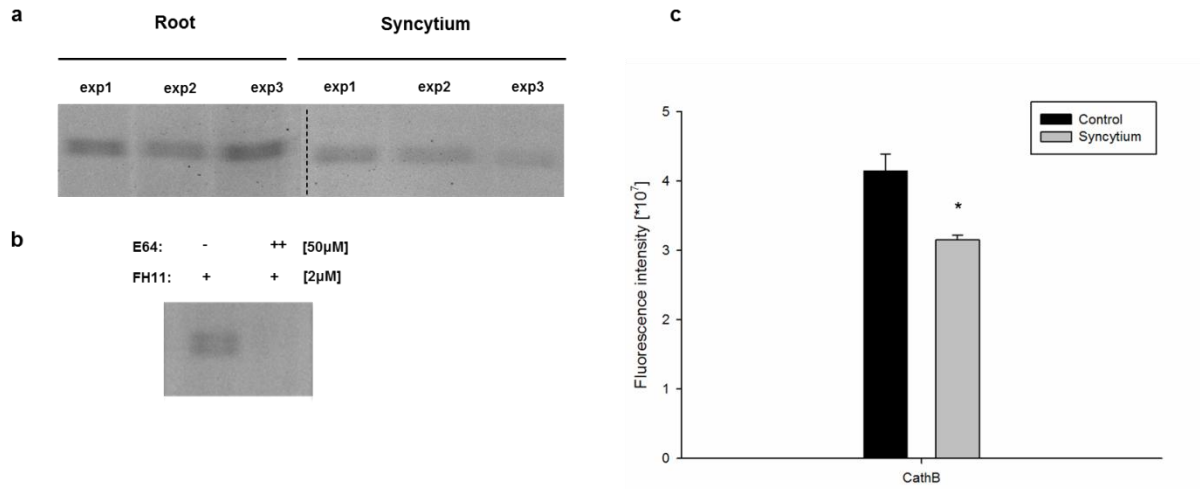 a
Root Syncytium
exp1 exp2 exp3 exp1 exp2 exp3
b
E64: - ++ [50µM]
FH11: + + [2µM]
c
Fluorescence intensity [*10⁷]
5
4
3
2
1
0
Control
Syncytium
*
CathB